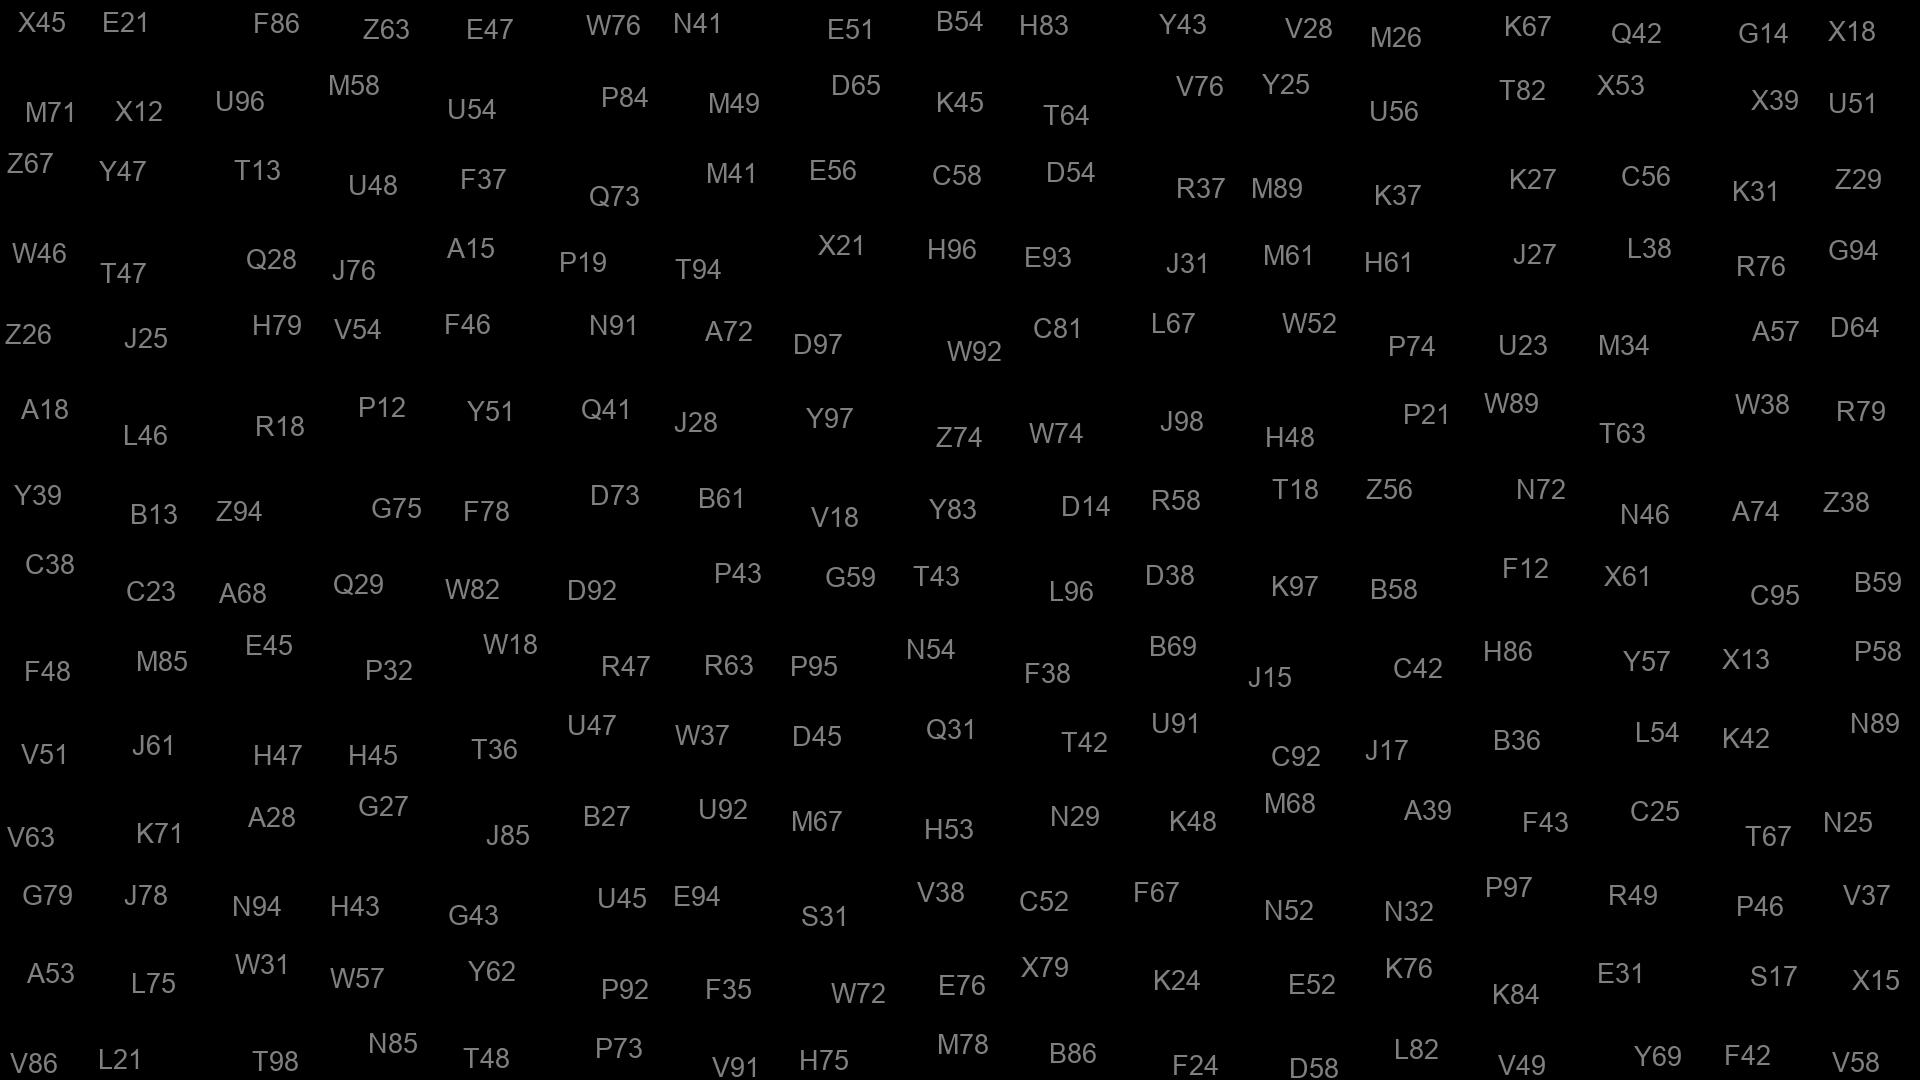 X45 E21 F86 Z63 E47 W76 N41 E51 B54 H83 Y43 V28 M26 K67 Q42 G14 X18
M71 X12 U96 M58 U54 P84 M49 D65 K45 T64 V76 Y25 U56 T82 X53 X39 U51
Z67 Y47 T13 U48 F37 Q73 M41 E56 C58 D54 R37 M89 K37 K27 C56 K31 Z29
W46 T47 Q28 J76 A15 P19 T94 X21 H96 E93 J31 M61 H61 J27 L38 R76 G94
Z26 J25 H79 V54 F46 N91 A72 D97 W92 C81 L67 W52 P74 U23 M34 A57 D64
A18 L46 R18 P12 Y51 Q41 J28 Y97 Z74 W74 J98 H48 P21 W89 T63 W38 R79
Y39 B13 Z94 G75 F78 D73 B61 V18 Y83 D14 R58 T18 Z56 N72 N46 A74 Z38
C38 C23 A68 Q29 W82 D92 P43 G59 T43 L96 D38 K97 B58 F12 X61 C95 B59
F48 M85 E45 P32 W18 R47 R63 P95 N54 F38 B69 J15 C42 H86 Y57 X13 P58
V51 J61 H47 H45 T36 U47 W37 D45 Q31 T42 U91 C92 J17 B36 L54 K42 N89
V63 K71 A28 G27 J85 B27 U92 M67 H53 N29 K48 M68 A39 F43 C25 T67 N25
G79 J78 N94 H43 G43 U45 E94 S31 V38 C52 F67 N52 N32 P97 R49 P46 V37
A53 L75 W31 W57 Y62 P92 F35 W72 E76 X79 K24 E52 K76 K84 E31 S17 X15
V86 L21 T98 N85 T48 P73 V91 H75 M78 B86 F24 D58 L82 V49 Y69 F42 V58